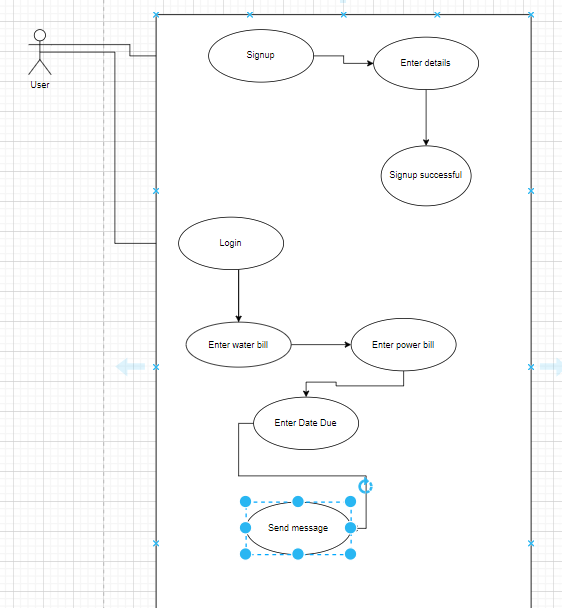 Signup
Enter details
User
Signup successful
Login
Enter water bill
Enter power bill
Enter Date Due
Send message